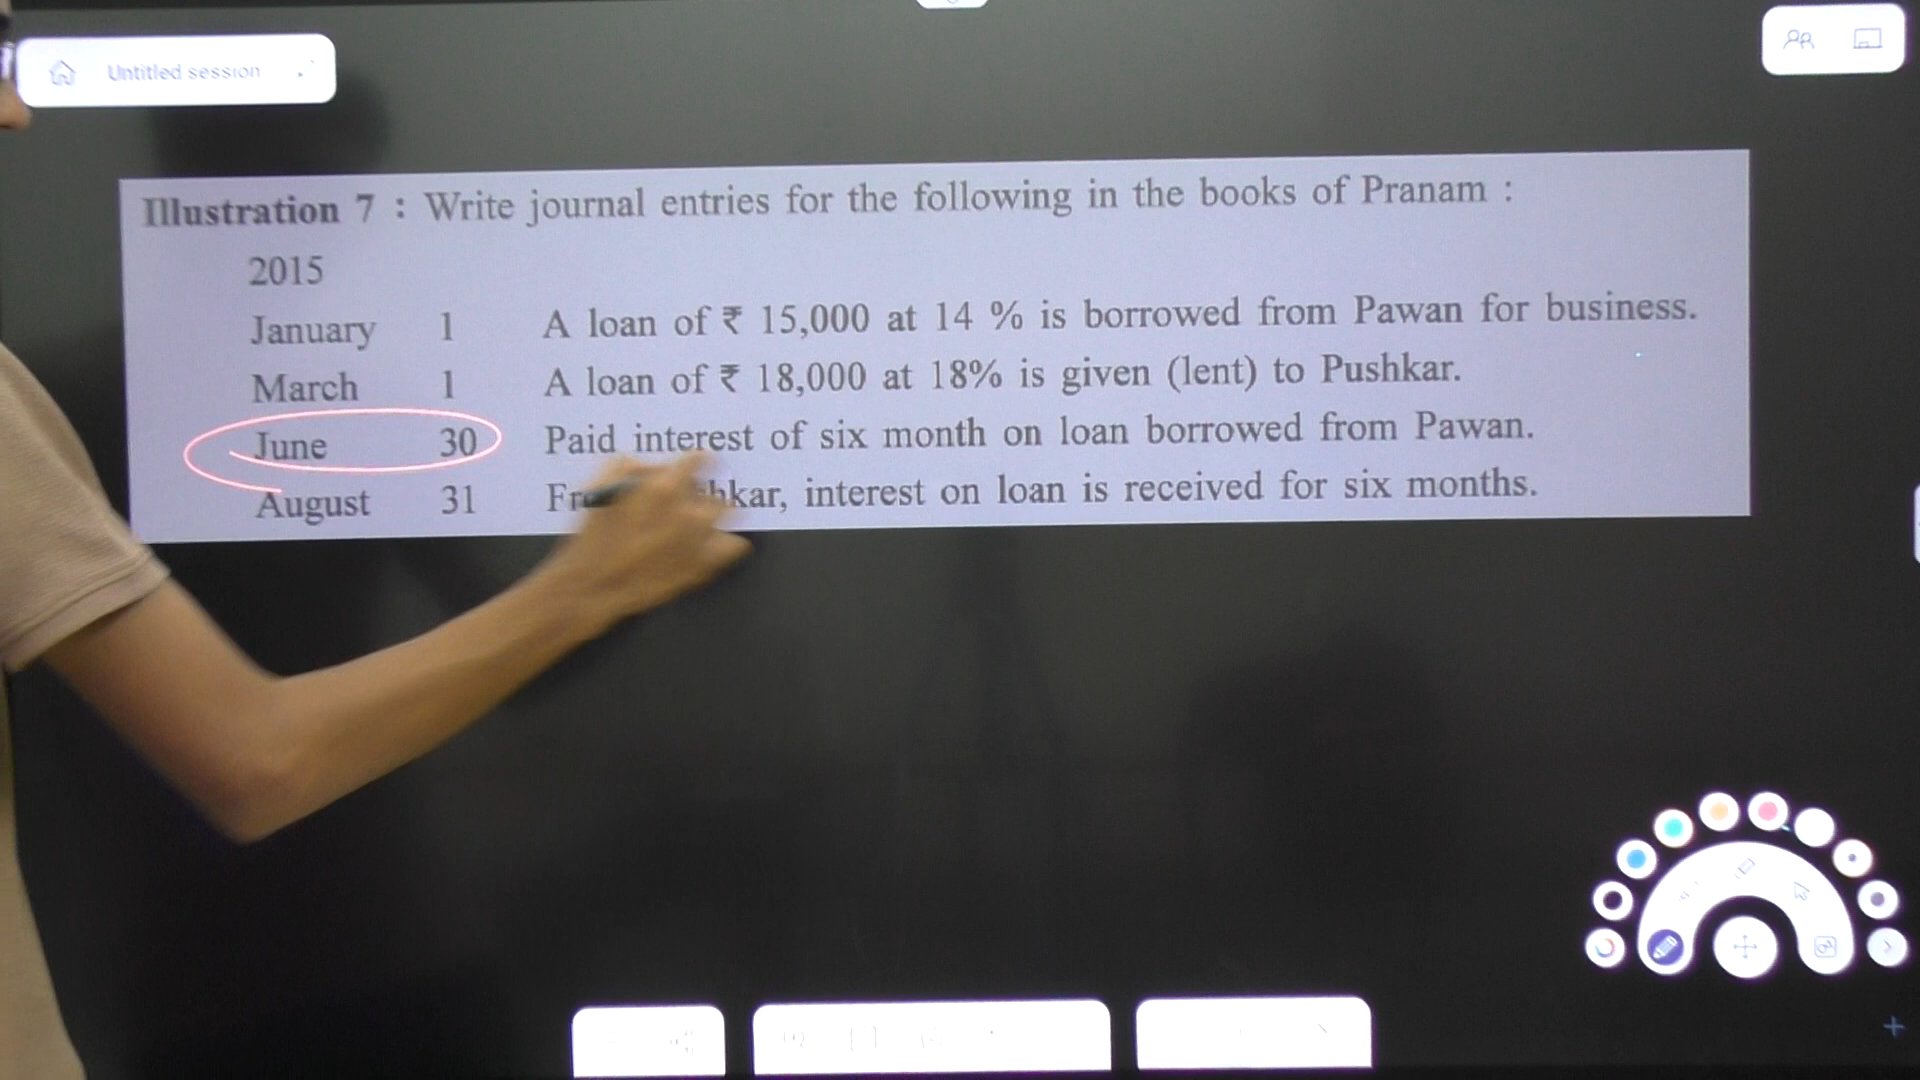 Untitled session
Illustration 7 : Write journal entries for the following in the books of Pranam :
2015
January 1 A loan of ₹ 15,000 at 14 % is borrowed from Pawan for business.
March 1 A loan of ₹ 18,000 at 18% is given (lent) to Pushkar.
June 30 Paid interest of six month on loan borrowed from Pawan.
August 31 interest on loan is received for six months.